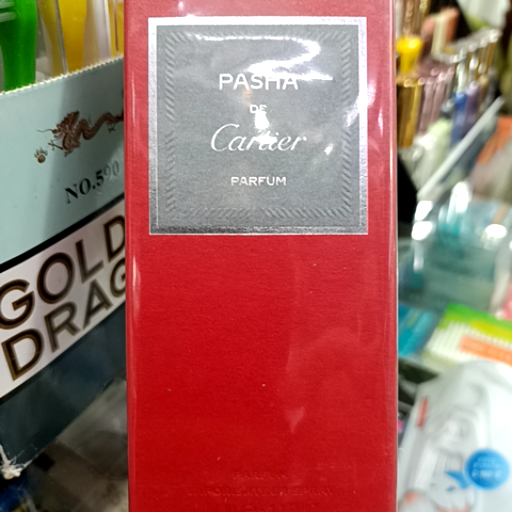 PASHA
DE
Cartier
PARFUM
NO.590
GOLD
DRAG